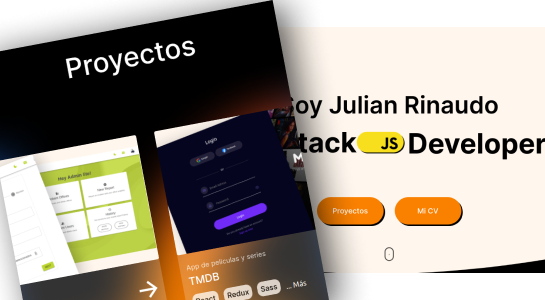 Proyectos
Soy Julian Rinaudo
tack JS Developer
Proyectos
Mi CV
Hey Admin Bar!
Login
Login
App de películas y series
TMDB
React
Redux
Sass
... Más